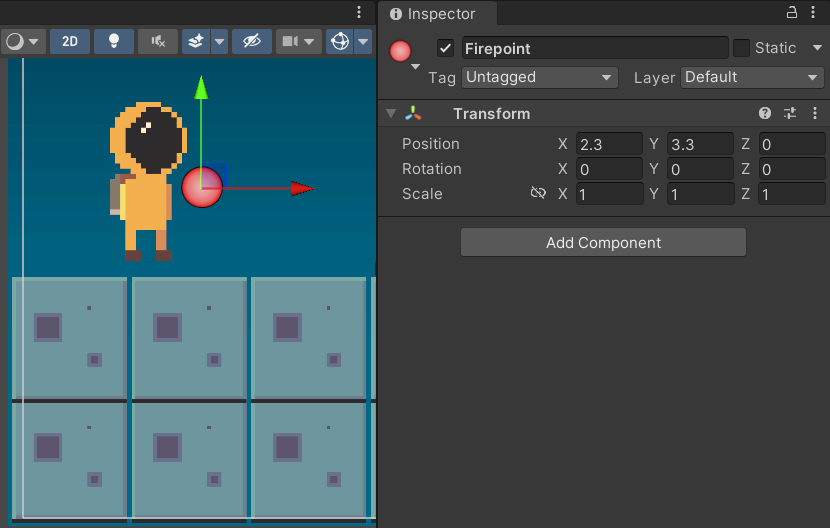 Inspector
2D
Firepoint
Static
Tag Untagged
Layer Default
Transform
Position X 2.3 Y 3.3 Z 0
Rotation X 0 Y 0 Z 0
Scale X 1 Y 1 Z 1
Add Component